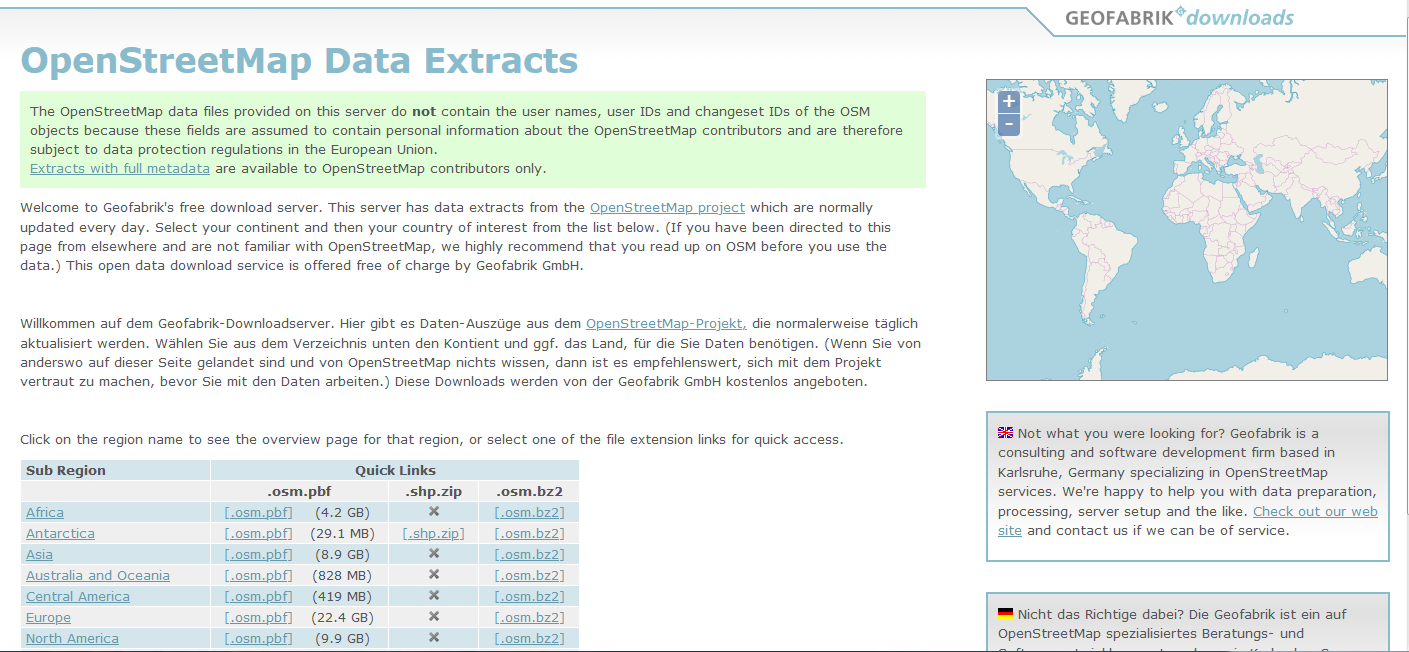 GEOFABRIK downloads
OpenStreetMap Data Extracts
The OpenStreetMap data files provided on this server do not contain the user names, user IDs and changeset IDs of the OSM
objects because these fields are assumed to contain personal information about the OpenStreetMap contributors and are therefore
subject to data protection regulations in the European Union.
Extracts with full metadata are available to OpenStreetMap contributors only.
Welcome to Geofabrik's free download server. This server has data extracts from the OpenStreetMap project which are normally
updated every day. Select your continent and then your country of interest from the list below. (If you have been directed to this
page from elsewhere and are not familiar with OpenStreetMap, we highly recommend that you read up on OSM before you use the
data.) This open data download service is offered free of charge by Geofabrik GmbH.
Willkommen auf dem Geofabrik-Downloadserver. Hier gibt es Daten-Auszüge aus dem OpenStreetMap-Projekt, die normalerweise täglich
aktualisiert werden. Wählen Sie aus dem Verzeichnis unten den Kontient und ggf. das Land, für die Sie Daten benötigen. (Wenn Sie von
anderswo auf dieser Seite gelandet sind und von OpenStreetMap nichts wissen, dann ist es empfehlenswert, sich mit dem Projekt
vertraut zu machen, bevor Sie mit den Daten arbeiten.) Diese Downloads werden von der Geofabrik GmbH kostenlos angeboten.
Click on the region name to see the overview page for that region, or select one of the file extension links for quick access.
Sub Region Quick Links
.osm.pbf .shp.zip .osm.bz2
Africa [.osm.pbf] (4.2 GB) ✖ [.osm.bz2]
Antarctica [.osm.pbf] (29.1 MB) [.shp.zip] [.osm.bz2]
Asia [.osm.pbf] (8.9 GB) ✖ [.osm.bz2]
Australia and Oceania [.osm.pbf] (828 MB) ✖ [.osm.bz2]
Central America [.osm.pbf] (419 MB) ✖ [.osm.bz2]
Europe [.osm.pbf] (22.4 GB) ✖ [.osm.bz2]
North America [.osm.pbf] (9.9 GB) ✖ [.osm.bz2]
+
−
Not what you were looking for? Geofabrik is a
consulting and software development firm based in
Karlsruhe, Germany specializing in OpenStreetMap
services. We're happy to help you with data preparation,
processing, server setup and the like. Check out our web
site and contact us if we can be of service.
Nicht das Richtige dabei? Die Geofabrik ist ein auf
OpenStreetMap spezialisiertes Beratungs- und